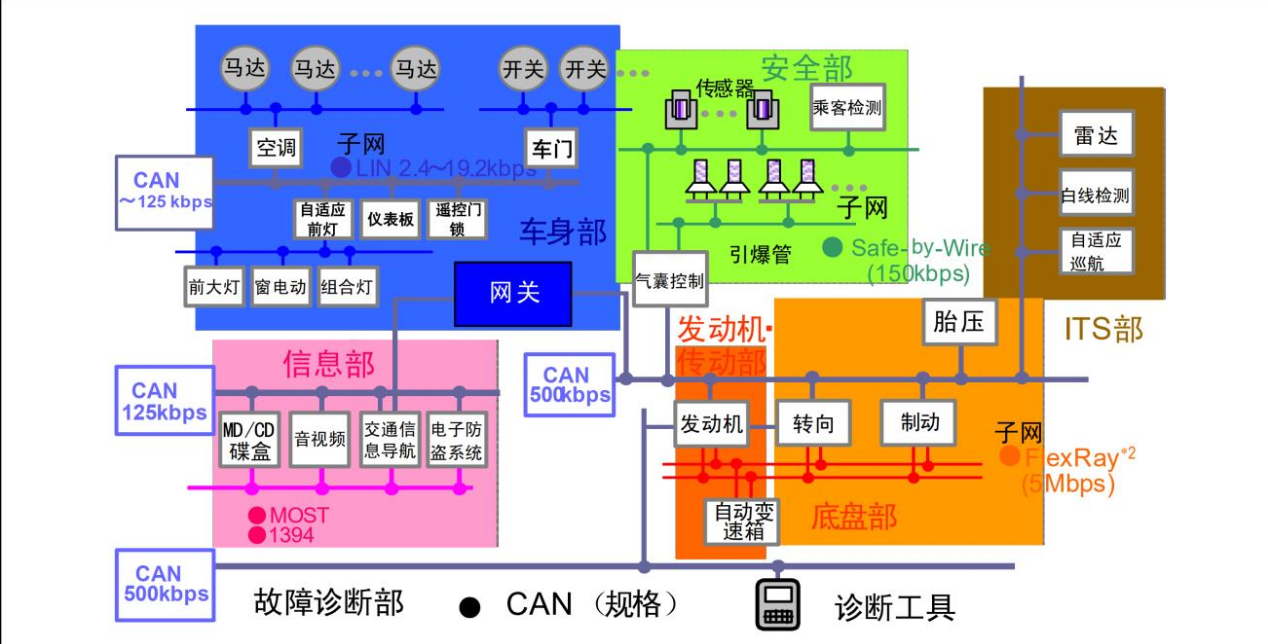 马达
马达
马达
开关
开关
安全部
传感器
乘客检测
空调
子网
LIN 2.4~19.2kbps
车门
CAN
~125 kbps
自适应
前灯
仪表板
遥控门
锁
车身部
前大灯
窗电动
组合灯
网关
子网
引爆管
Safe-by-Wire
(150kbps)
气囊控制
雷达
白线检测
自适应
巡航
ITS部
胎压
发动机·
传动部
信息部
CAN
500kbps
CAN
125kbps
MD/CD
碟盒
音视频
交通信
息导航
电子防
盗系统
发动机
转向
制动
子网
FlexRay*2
(5Mbps)
自动变
速箱
底盘部
MOST
1394
CAN
500kbps
故障诊断部
● CAN（规格）
诊断工具